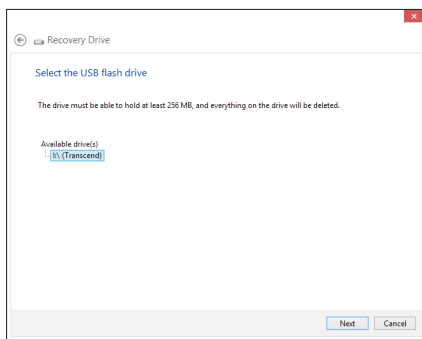 Recovery Drive
Select the USB flash drive
The drive must be able to hold at least 256 MB, and everything on the drive will be deleted.
Available drive(s)
I:\ (Transcend)
Next Cancel